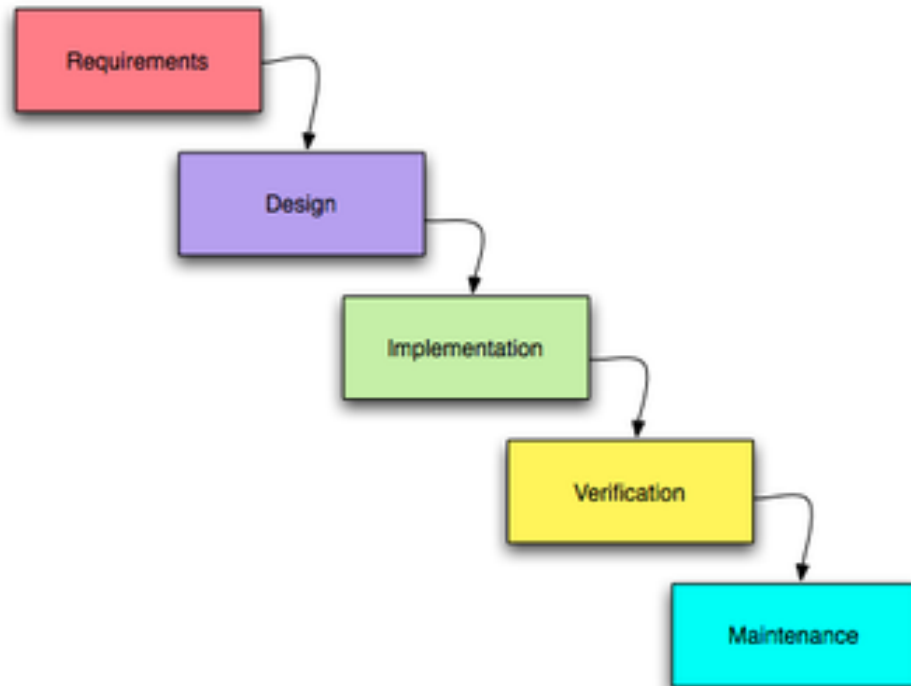 Requirements
Design
Implementation
Verification
Maintenance